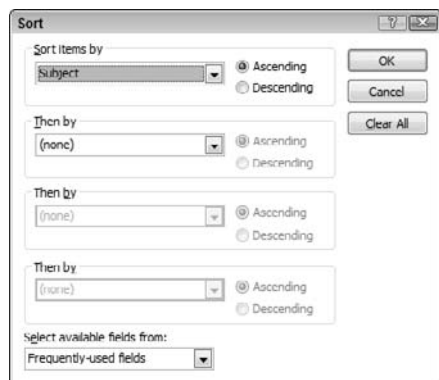 Sort
Sort items by
Subject
Ascending
Descending
OK
Cancel
Clear All
Then by
(none)
Ascending
Descending
Then by
(none)
Ascending
Descending
Then by
(none)
Ascending
Descending
Select available fields from:
Frequently-used fields